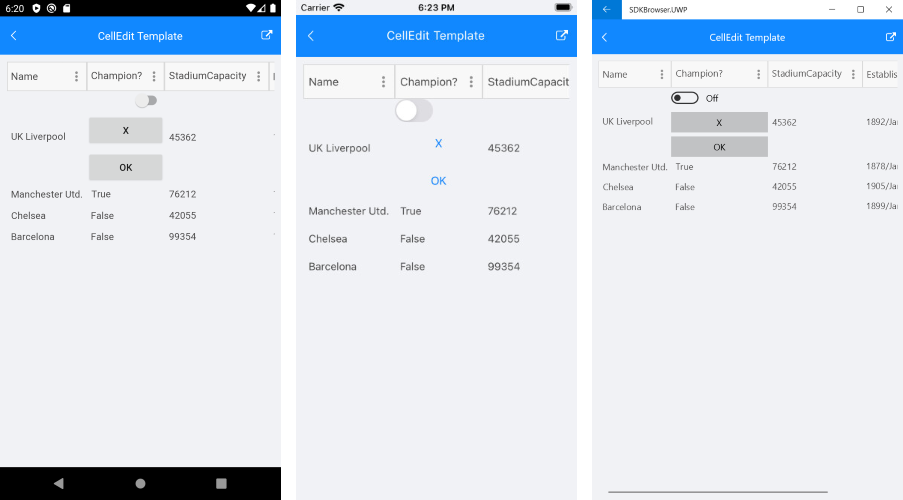 6:20
CellEdit Template
Name Champion? StadiumCapacity
X
UK Liverpool 45362
OK
Manchester Utd. True 76212
Chelsea False 42055
Barcelona False 99354
Carrier 6:23 PM
CellEdit Template
Name Champion? StadiumCapacit
X
UK Liverpool 45362
OK
Manchester Utd. True 76212
Chelsea False 42055
Barcelona False 99354
SDKBrowser.UWP
CellEdit Template
Name Champion? StadiumCapacity Establis
Off
UK Liverpool X 45362 1892/Jan
OK
Manchester Utd. True 76212 1878/Jan
Chelsea False 42055 1905/Jan
Barcelona False 99354 1899/Jan